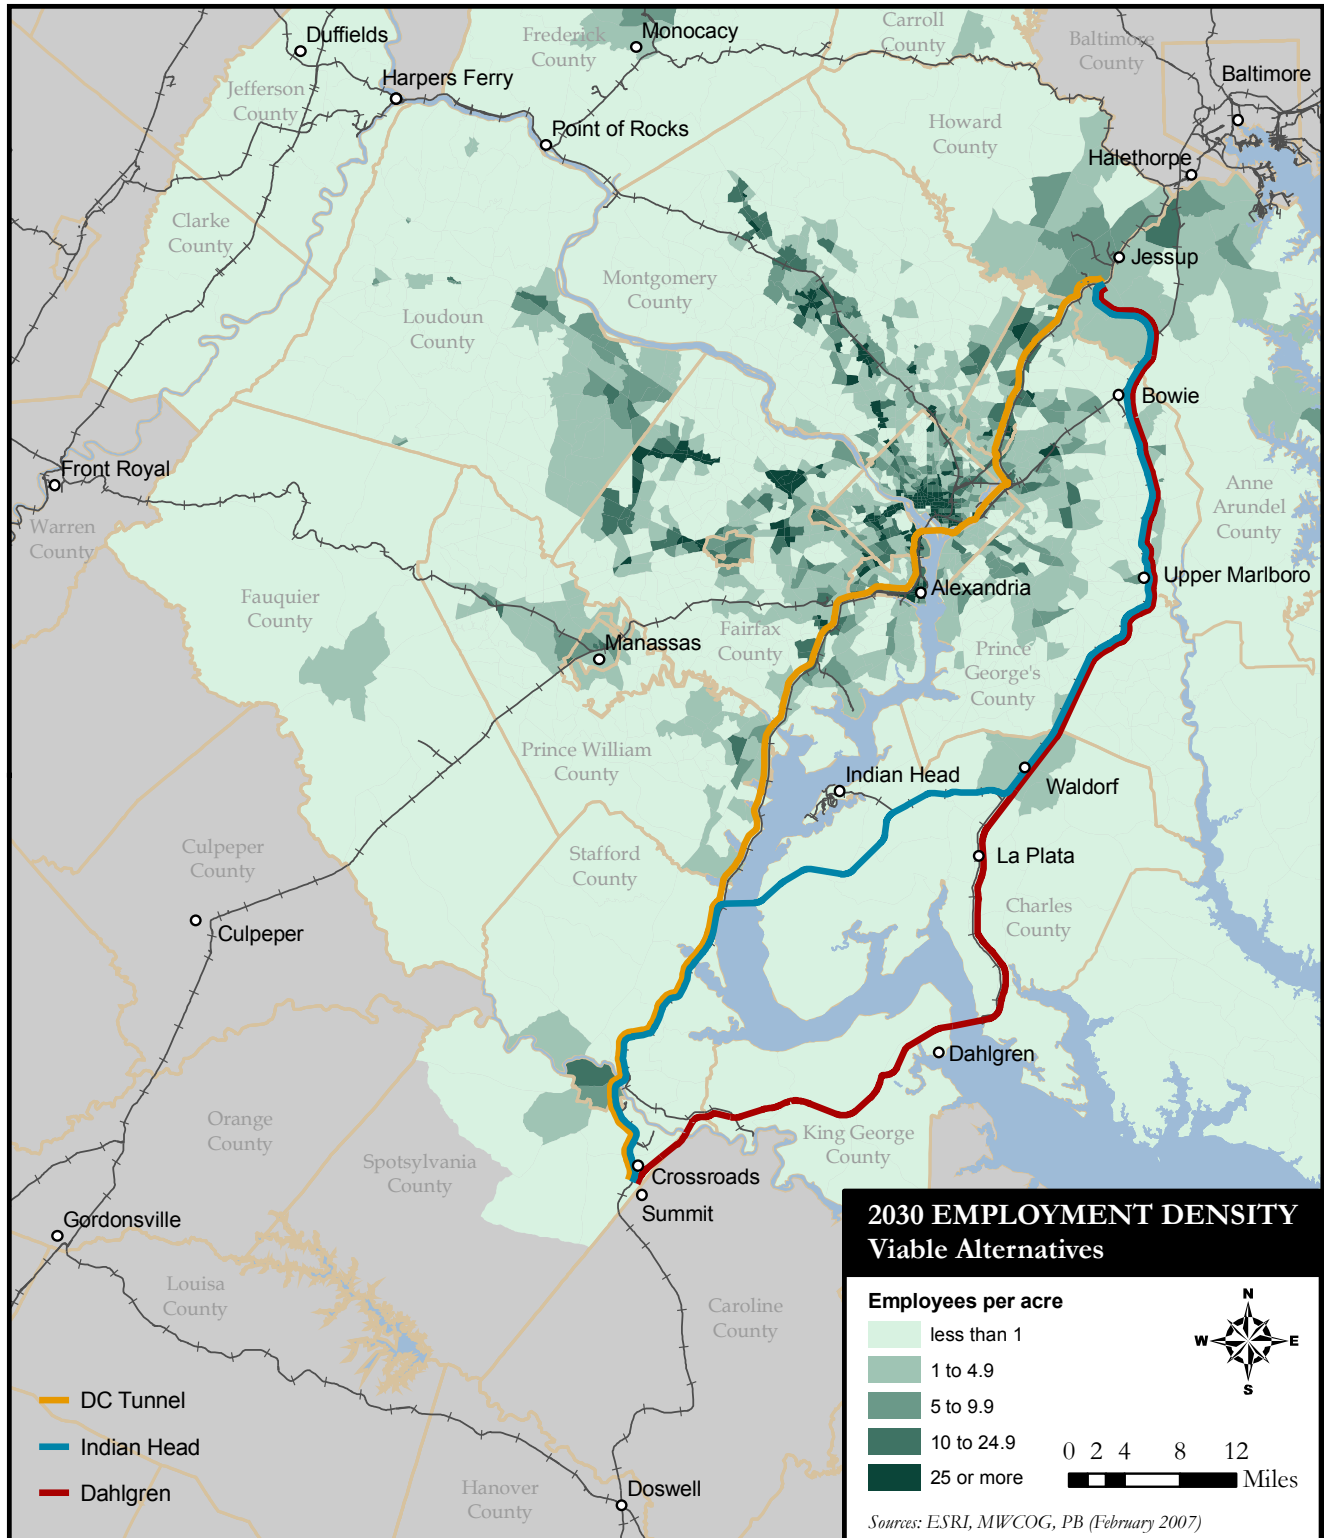 Duffields
Frederick
County
Monocacy
Carroll
County
Baltimore
County
Baltimore
Jefferson
County
Harpers Ferry
Point of Rocks
Howard
County
Halethorpe
Clarke
County
Jessup
Montgomery
County
Loudoun
County
Bowie
Front Royal
Warren
County
Anne
Arundel
County
Upper Marlboro
Alexandria
Fauquier
County
Manassas
Fairfax
County
Prince
George's
County
Prince William
County
Indian Head
Waldorf
Culpeper
County
Stafford
County
La Plata
Charles
County
Culpeper
Dahlgren
Orange
County
King George
County
Spotsylvania
County
Crossroads
Summit
Gordonsville
Louisa
County
Caroline
County
Hanover
County
Doswell
DC Tunnel
Indian Head
Dahlgren
2030 EMPLOYMENT DENSITY
Viable Alternatives
Employees per acre
less than 1
1 to 4.9
5 to 9.9
10 to 24.9
25 or more
N
W E
S
0 2 4 8 12
Miles
Sources: ESRI, MWCOG, PB (February 2007)